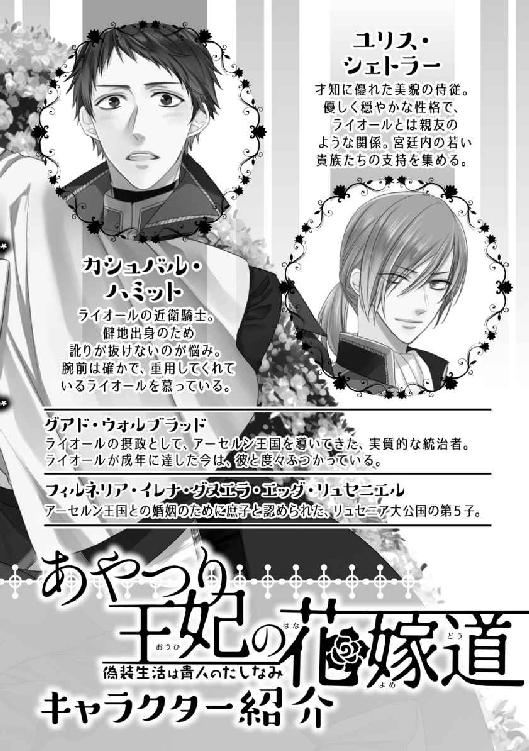 ユリス・
シェトラー
才知に優れた美貌の侍従。
優しく穏やかな性格で、
ライオールとは親友の
ような関係。宮廷内の若い
貴族たちの支持を集める。
カシュバル・
ハミット
ライオールの近衛騎士。
僻地出身のため
訛りが抜けないのが悩み。
腕前は確かで、重用してくれて
いるライオールを慕っている。
グアド・ウォルブラッド
ライオールの摂政として、アーセルン王国を導いてきた、実質的な統治者。
ライオールが成年に達した今は、彼と度々ぶつかっている。
フィルネリア・イレナ・グスエラ・エッダ・リュセニエル
アーセルン王国との婚姻のために庶子と認められた、リュセニア大公国の第5子。
あやつり
王妃の花嫁道
おうひ
はな
よめ
どう
偽装生活は貴人のたしなみ
キャラクター紹介